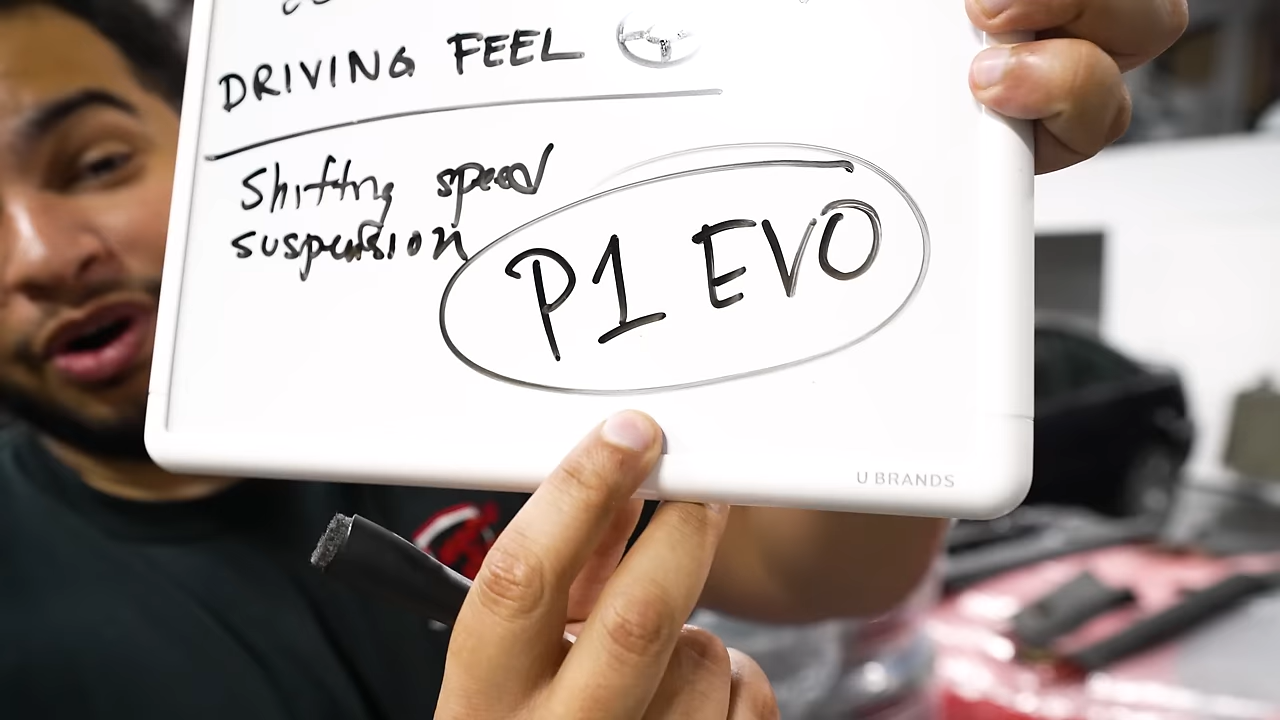 DRIVING FEEL
Shifting speed
suspension
P1 EVO
U BRANDS